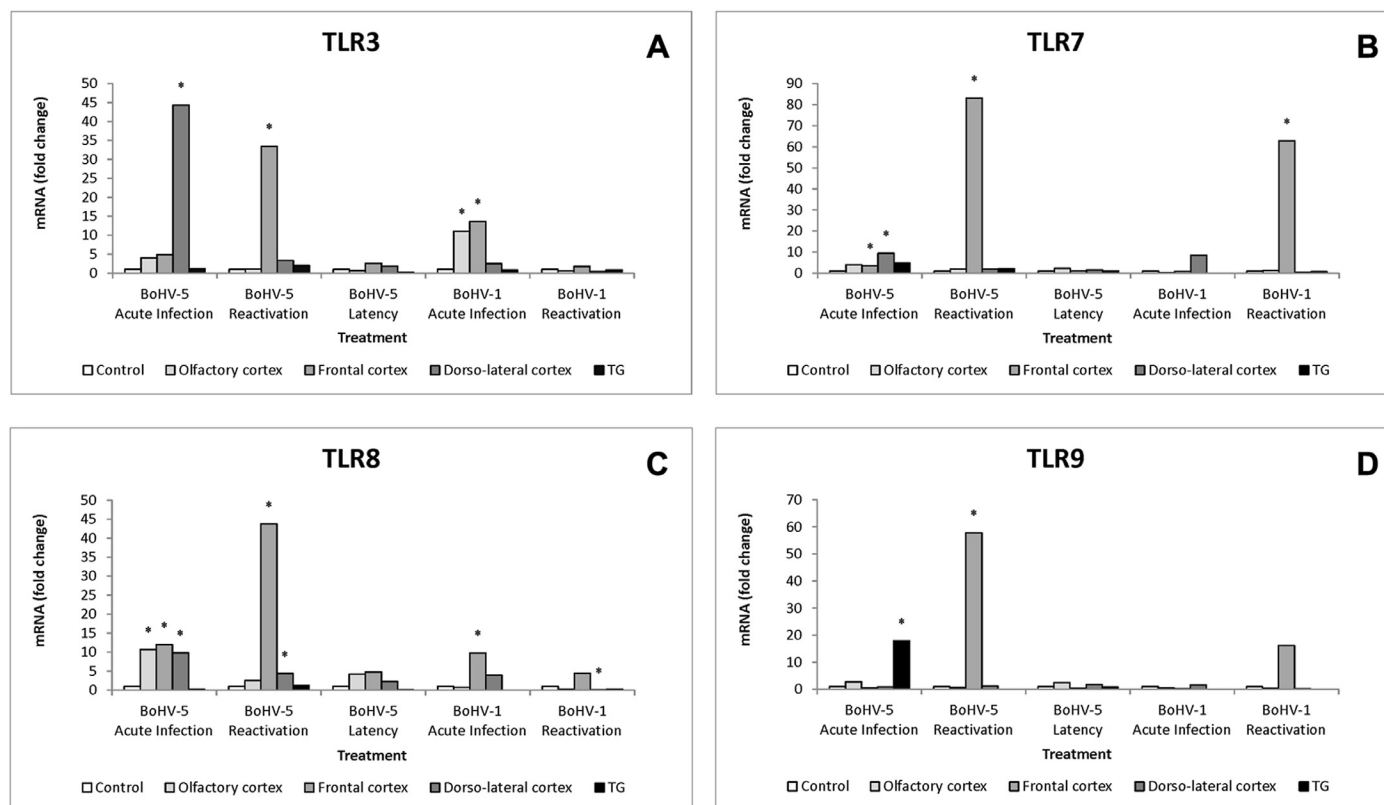 TLR3
A
mRNA (fold change)
50
45
40
35
30
25
20
15
10
5
0
*
*
*
*
BoHV-5 Acute Infection
BoHV-5 Reactivation
BoHV-5 Latency
BoHV-1 Acute Infection
BoHV-1 Reactivation
Treatment
Control Olfactory cortex Frontal cortex Dorso-lateral cortex TG
TLR7
B
mRNA (fold change)
90
80
70
60
50
40
30
20
10
0
*
*
*
*
BoHV-5 Acute Infection
BoHV-5 Reactivation
BoHV-5 Latency
BoHV-1 Acute Infection
BoHV-1 Reactivation
Treatment
Control Olfactory cortex Frontal cortex Dorso-lateral cortex TG
TLR8
C
mRNA (fold change)
50
45
40
35
30
25
20
15
10
5
0
* * *
*
*
*
*
BoHV-5 Acute Infection
BoHV-5 Reactivation
BoHV-5 Latency
BoHV-1 Acute Infection
BoHV-1 Reactivation
Treatment
Control Olfactory cortex Frontal cortex Dorso-lateral cortex TG
TLR9
D
mRNA (fold change)
70
60
50
40
30
20
10
0
*
*
BoHV-5 Acute Infection
BoHV-5 Reactivation
BoHV-5 Latency
BoHV-1 Acute Infection
BoHV-1 Reactivation
Treatment
Control Olfactory cortex Frontal cortex Dorso-lateral cortex TG